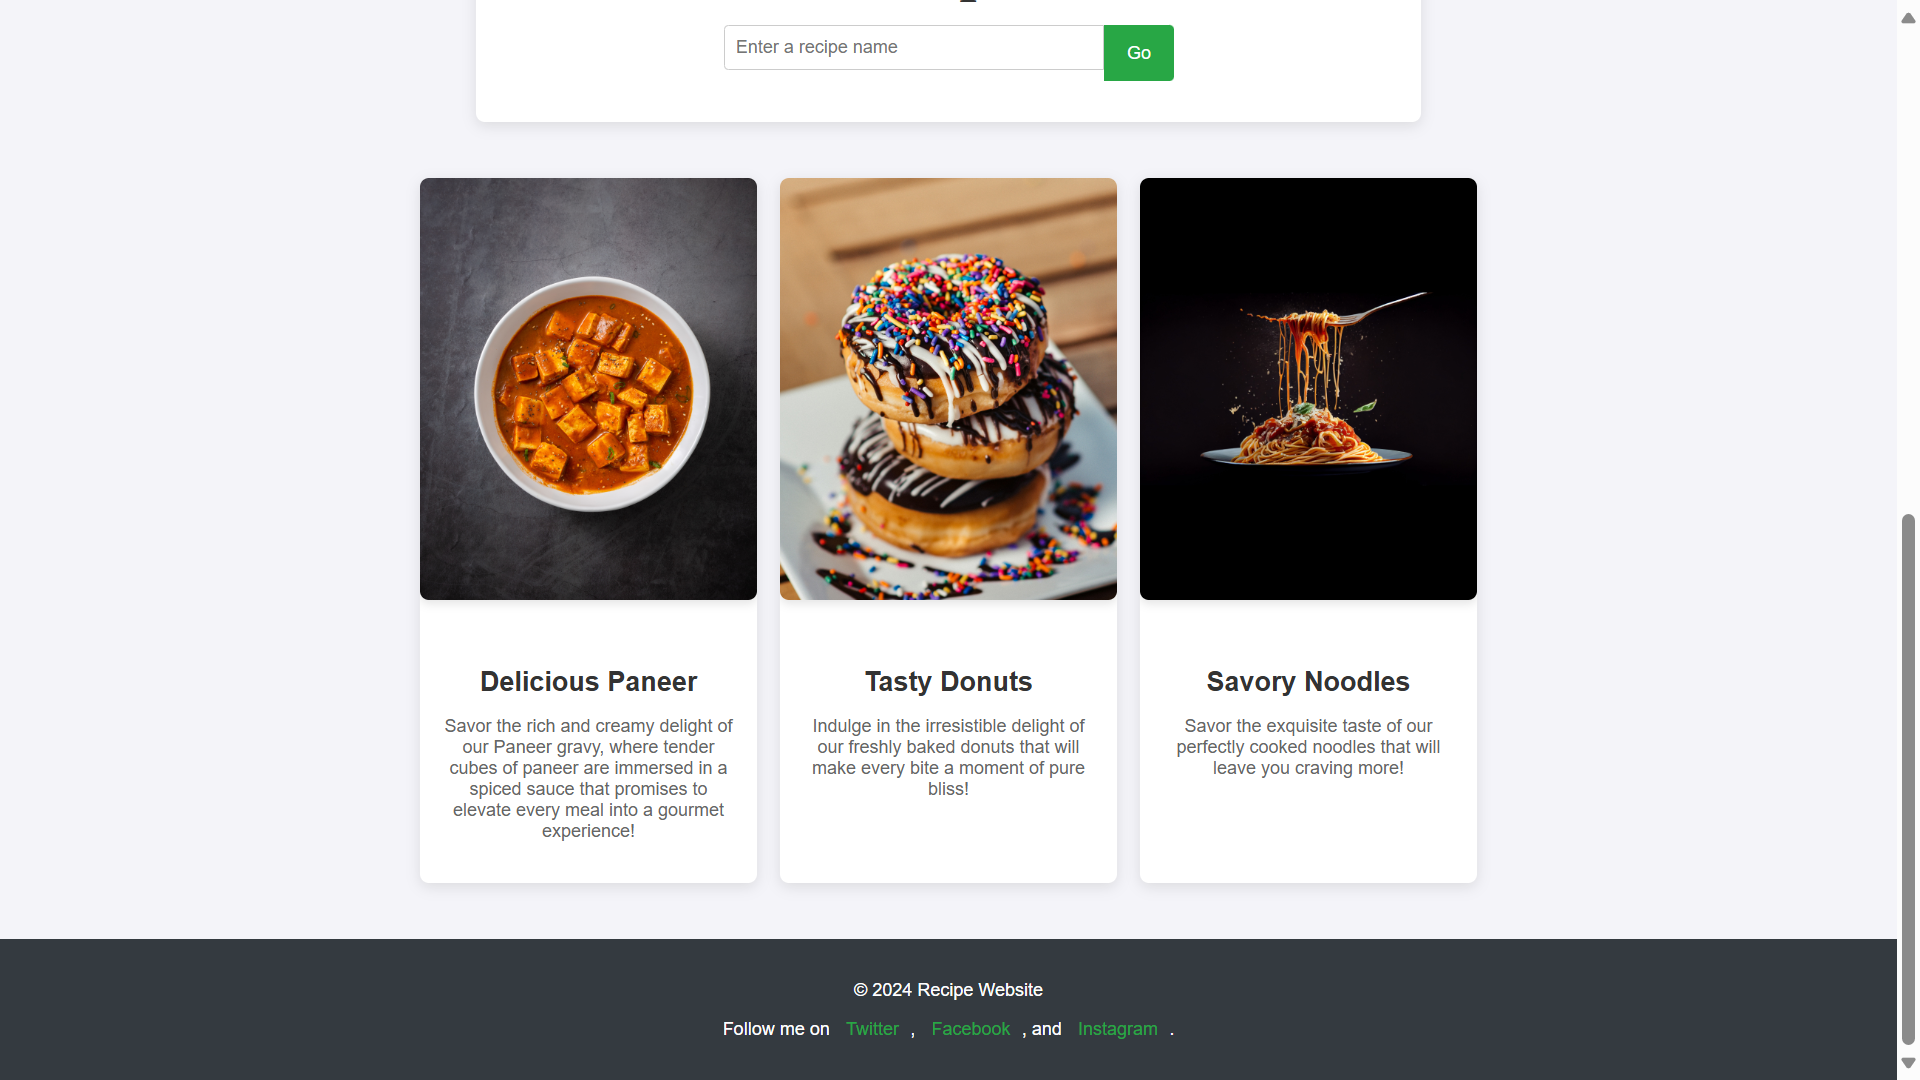 Enter a recipe name
Go
Delicious Paneer
Savor the rich and creamy delight of
our Paneer gravy, where tender
cubes of paneer are immersed in a
spiced sauce that promises to
elevate every meal into a gourmet
experience!
Tasty Donuts
Indulge in the irresistible delight of
our freshly baked donuts that will
make every bite a moment of pure
bliss!
Savory Noodles
Savor the exquisite taste of our
perfectly cooked noodles that will
leave you craving more!
© 2024 Recipe Website
Follow me on Twitter , Facebook , and Instagram .